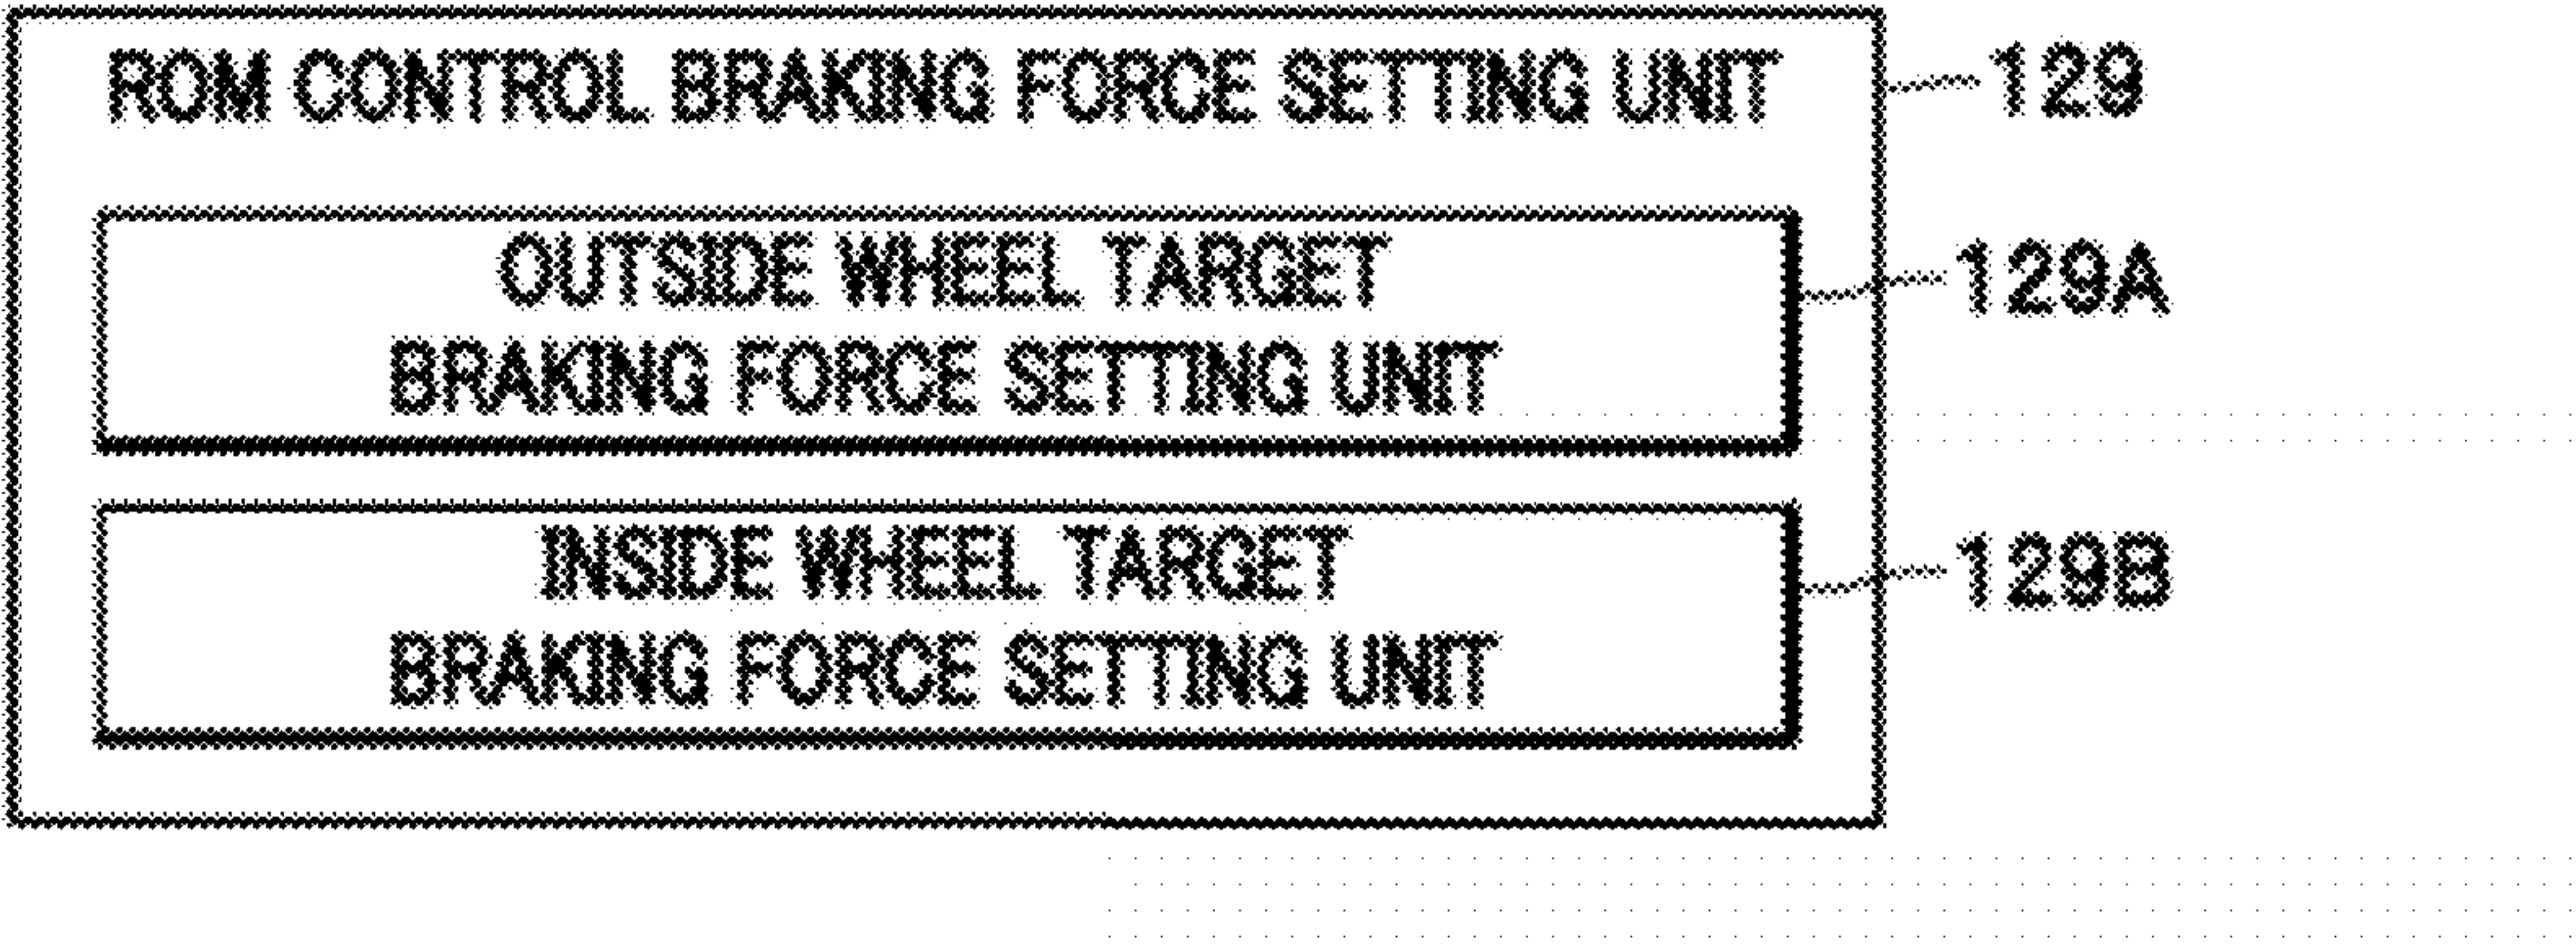 ROM CONTROL BRAKING FORCE SETTING UNIT 129
OUTSIDE WHEEL TARGET
BRAKING FORCE SETTING UNIT
129A
INSIDE WHEEL TARGET
BRAKING FORCE SETTING UNIT
129B